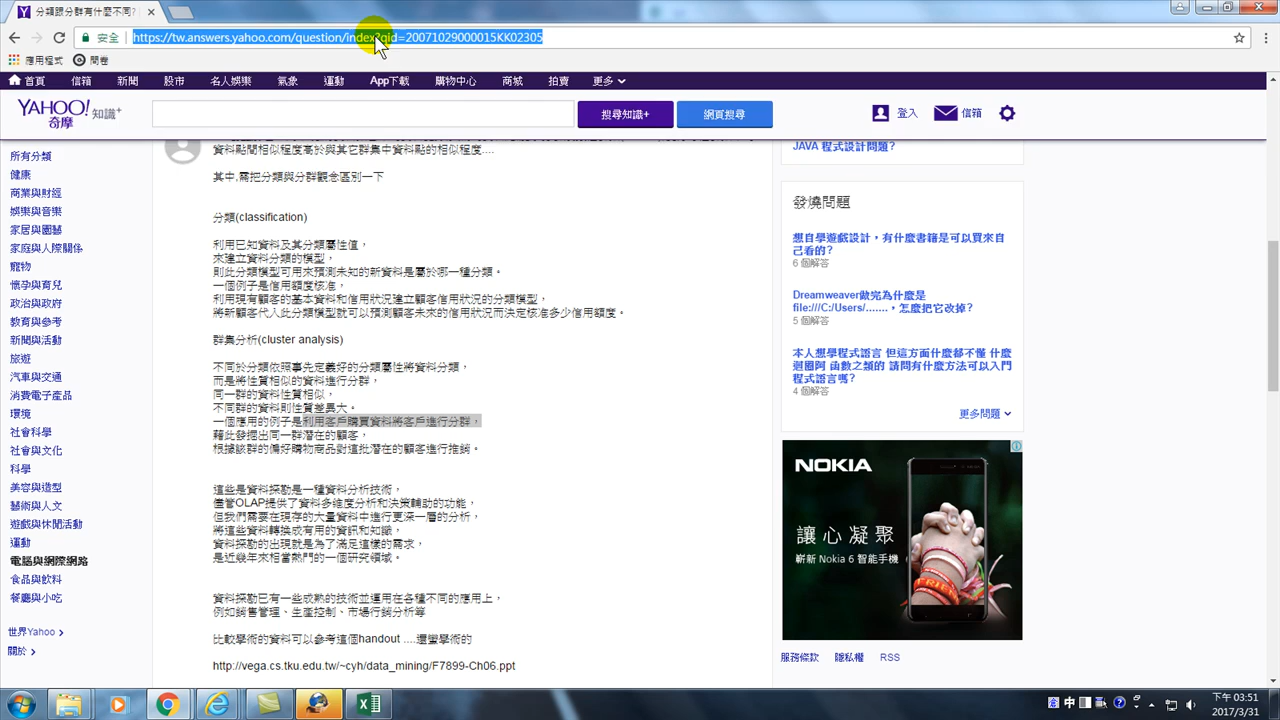 分類跟分群有什麼不同?
安全
https://tw.answers.yahoo.com/question/index?qid=20071029000015KK02305
應用程式
問卷
首頁
信箱
新聞
股市
名人娛樂
氣象
運動
App下載
購物中心
商城
拍賣
更多
YAHOO!
奇摩
知識+
搜尋知識+
網頁搜尋
登入
信箱
所有分類
健康
商業與財經
娛樂與音樂
家居與園藝
家庭與人際關係
寵物
懷孕與育兒
政治與政府
教育與參考
新聞與活動
旅遊
汽車與交通
消費電子產品
環境
社會科學
社會與文化
科學
美容與造型
藝術與人文
遊戲與休閒活動
運動
電腦與網際網路
食品與飲料
餐廳與小吃
世界Yahoo
關於
資料點間相似程度高於與其它群集中資料點的相似程度....
其中,需把分類與分群觀念區別一下
分類(classification)
利用已知資料及其分類屬性值，
來建立資料分類的模型，
則此分類模型可用來預測未知的新資料是屬於哪一種分類。
一個例子是信用額度核准，
利用現有顧客的基本資料和信用狀況建立顧客信用狀況的分類模型，
將新顧客代入此分類模型就可以預測顧客未來的信用狀況而決定核准多少信用額度。
群集分析(cluster analysis)
不同於分類依照事先定義好的分類屬性將資料分類，
而是將性質相似的資料進行分群，
同一群的資料性質相似，
不同群的資料則性質差異大。
一個應用的例子是利用客戶購買資料將客戶進行分群，
藉此發掘出同一群潛在的顧客，
根據該群的偏好購物商品對這批潛在的顧客進行推銷。
這些是資料探勘是一種資料分析技術，
儘管OLAP提供了資料多維度分析和決策輔助的功能，
但我們需要在現存的大量資料中進行更深一層的分析，
將這些資料轉換成有用的資訊和知識，
資料探勘的出現就是為了滿足這樣的需求，
是近幾年來相當熱門的一個研究領域。
資料探勘已有一些成熟的技術並運用在各種不同的應用上，
例如銷售管理、生產控制、市場行銷分析等
比較學術的資料可以參考這個handout ....還蠻學術的
http://vega.cs.tku.edu.tw/~cyh/data_mining/F7899-Ch06.ppt
JAVA 程式設計問題?
發燒問題
想自學遊戲設計，有什麼書籍是可以買來自
己看的?
6 個解答
Dreamweaver做完為什麼是
file:///C:/Users/.......，怎麼把它改掉?
5 個解答
本人想學程式語言 但這方面什麼都不懂 什麼
迴圈阿 函數之類的 請問有什麼方法可以入門
程式語言嗎?
4 個解答
更多問題
NOKIA
讓心凝聚
嶄新 Nokia 6 智能手機
服務條款
隱私權
RSS
中
下午 03:51
2017/3/31